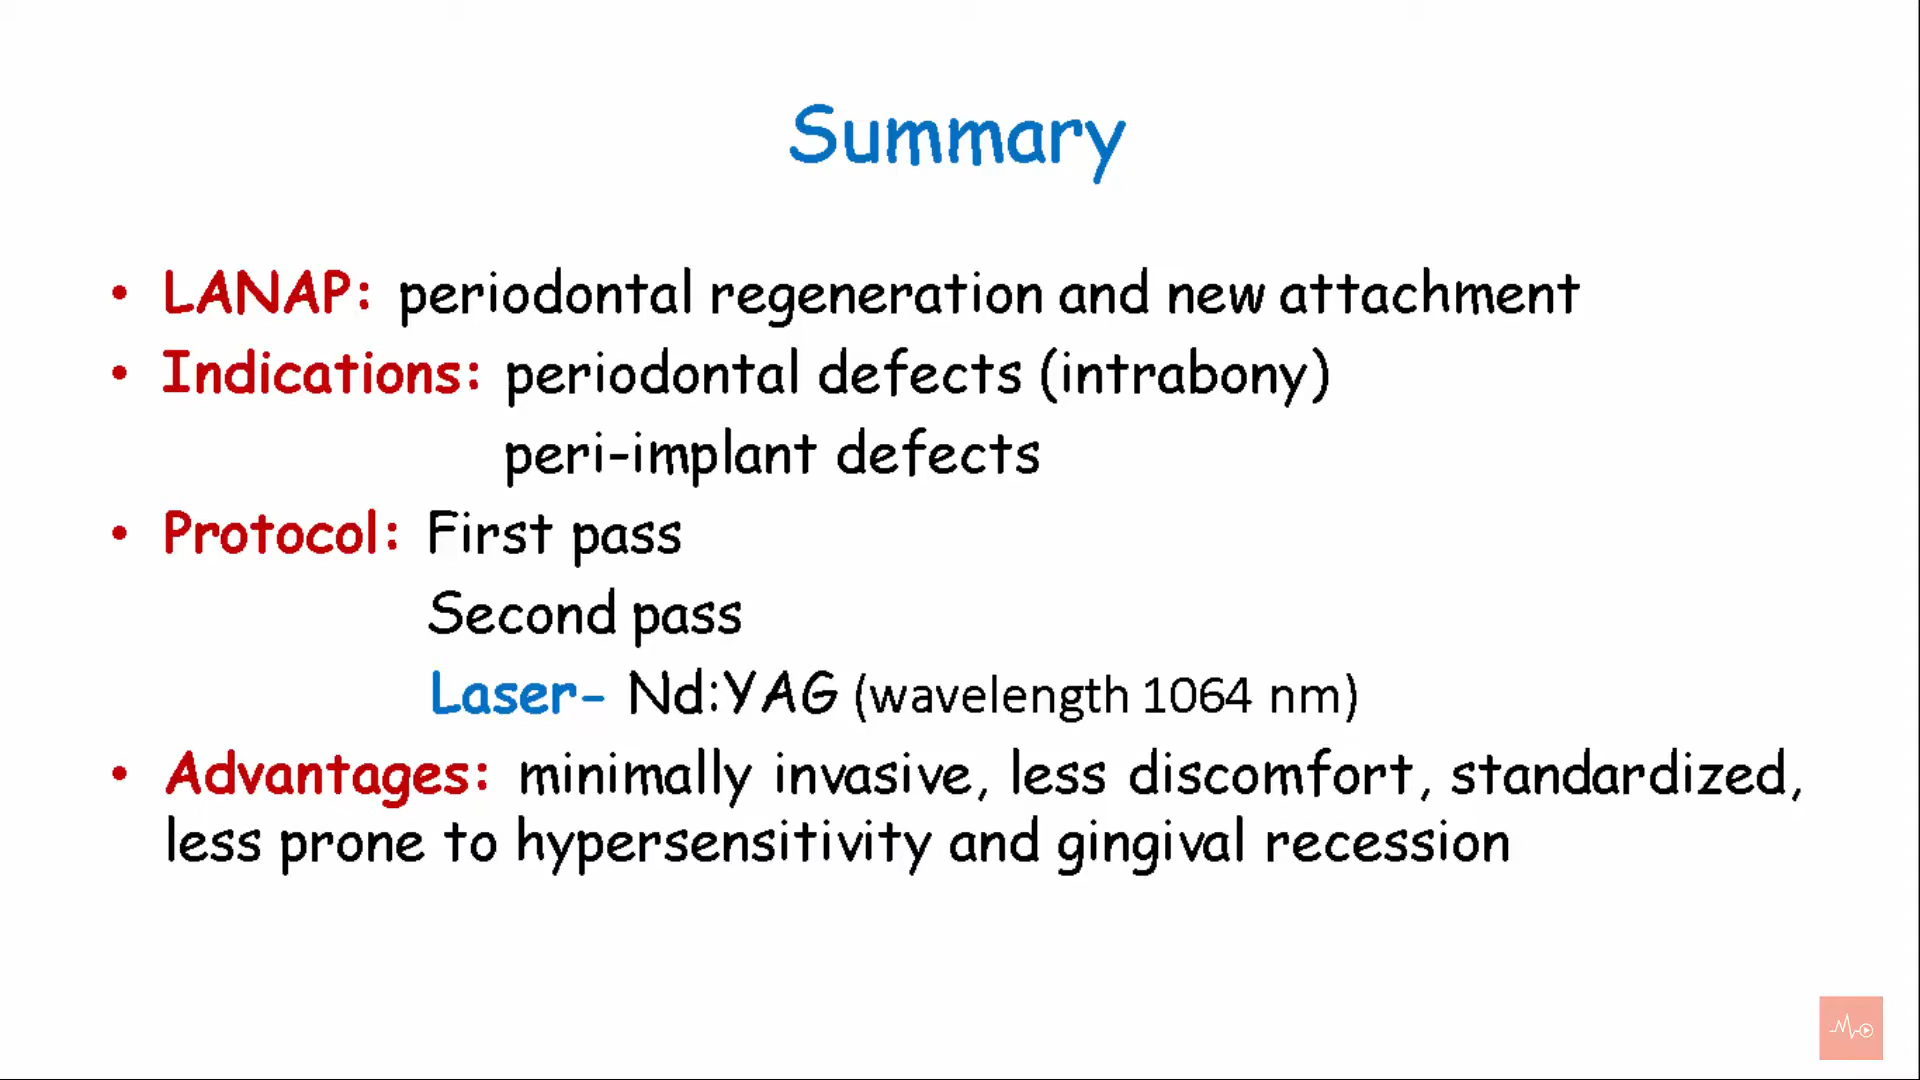 Summary
• LANAP: periodontal regeneration and new attachment
• Indications: periodontal defects (intrabony)
peri-implant defects
• Protocol: First pass
Second pass
Laser- Nd:YAG (wavelength 1064 nm)
• Advantages: minimally invasive, less discomfort, standardized,
less prone to hypersensitivity and gingival recession